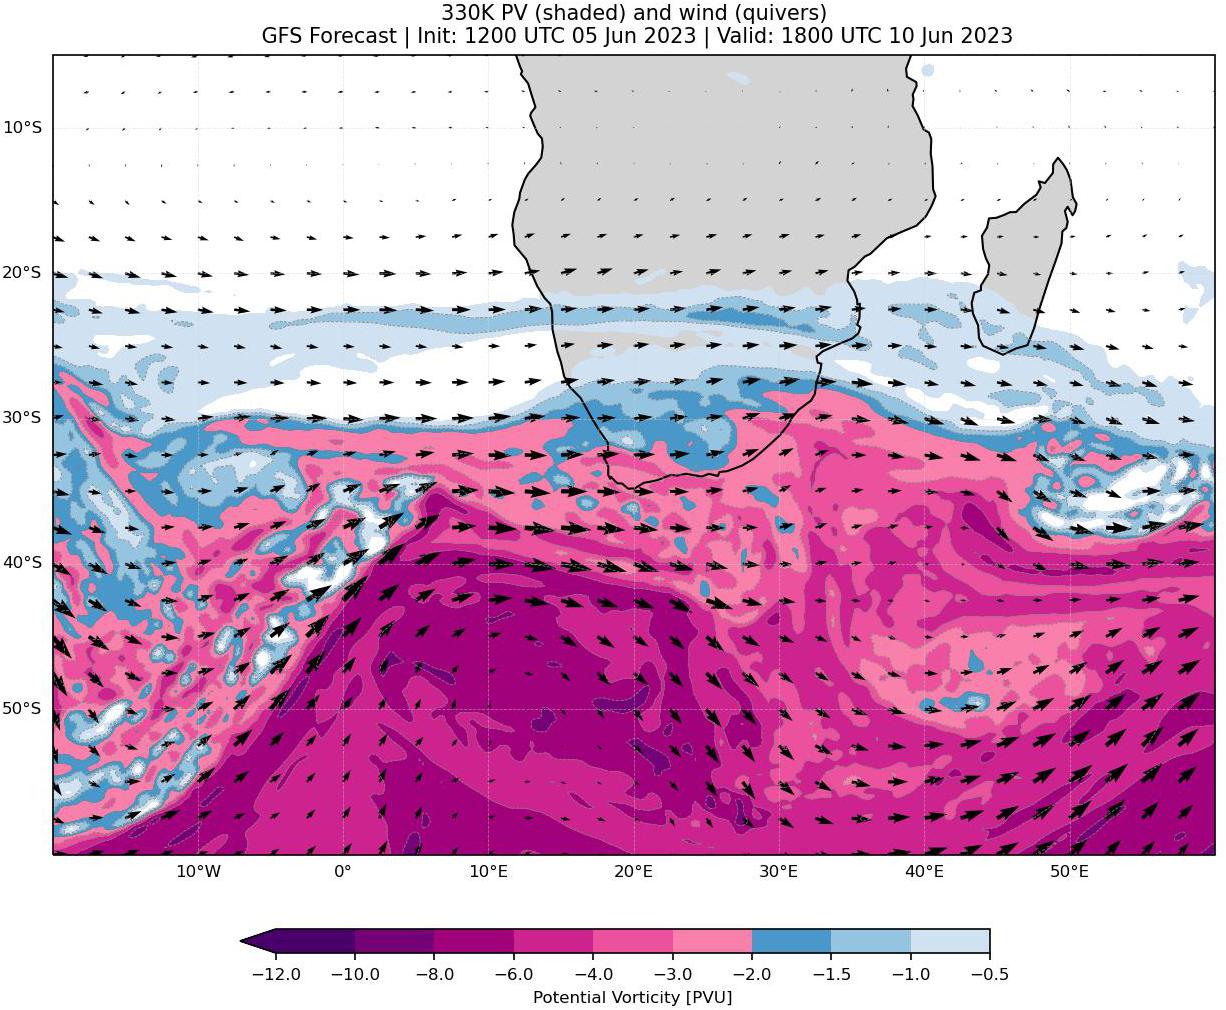 330K PV (shaded) and wind (quivers)
GFS Forecast | Init: 1200 UTC 05 Jun 2023 | Valid: 1800 UTC 10 Jun 2023
10°S
20°S
30°S
40°S
50°S
10°W 0° 10°E 20°E 30°E 40°E 50°E
−12.0 −10.0 −8.0 −6.0 −4.0 −3.0 −2.0 −1.5 −1.0 −0.5
Potential Vorticity [PVU]